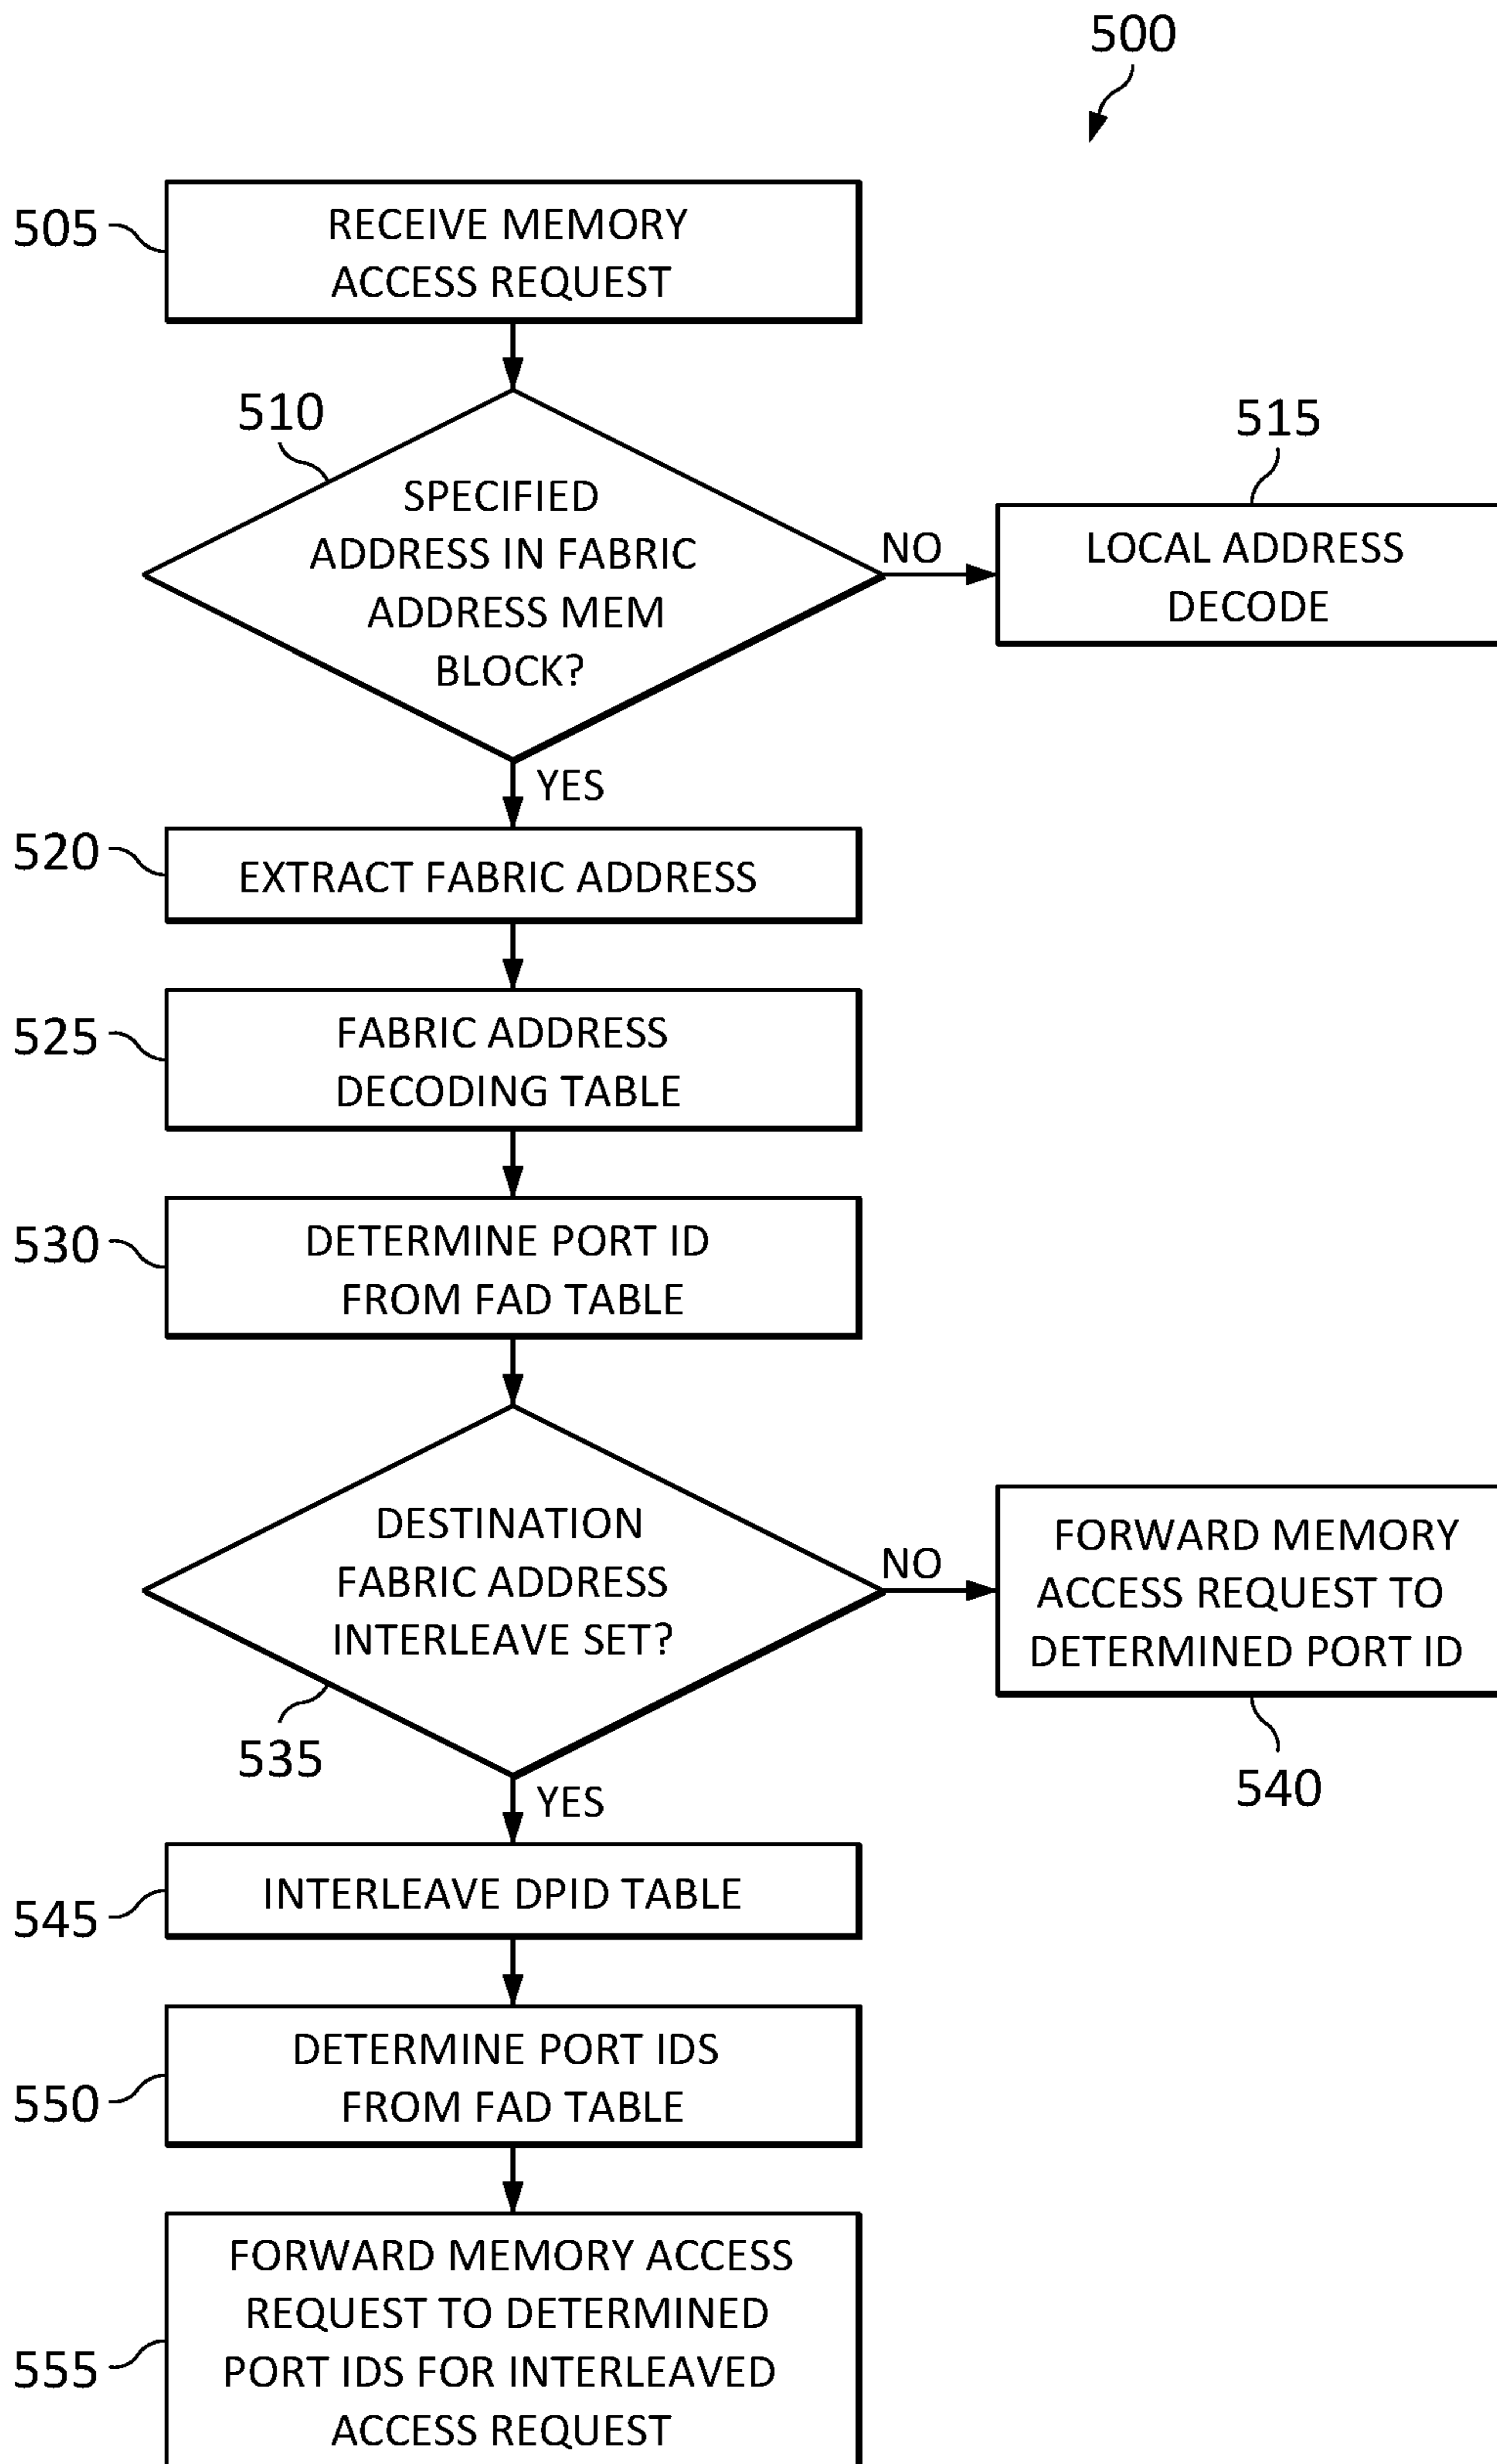 500
505
RECEIVE MEMORY
ACCESS REQUEST
510
SPECIFIED
ADDRESS IN FABRIC
ADDRESS MEM
BLOCK?
NO
515
LOCAL ADDRESS
DECODE
YES
520
EXTRACT FABRIC ADDRESS
525
FABRIC ADDRESS
DECODING TABLE
530
DETERMINE PORT ID
FROM FAD TABLE
DESTINATION
FABRIC ADDRESS
INTERLEAVE SET?
535
NO
FORWARD MEMORY
ACCESS REQUEST TO
DETERMINED PORT ID
540
YES
545
INTERLEAVE DPID TABLE
550
DETERMINE PORT IDS
FROM FAD TABLE
555
FORWARD MEMORY ACCESS
REQUEST TO DETERMINED
PORT IDS FOR INTERLEAVED
ACCESS REQUEST